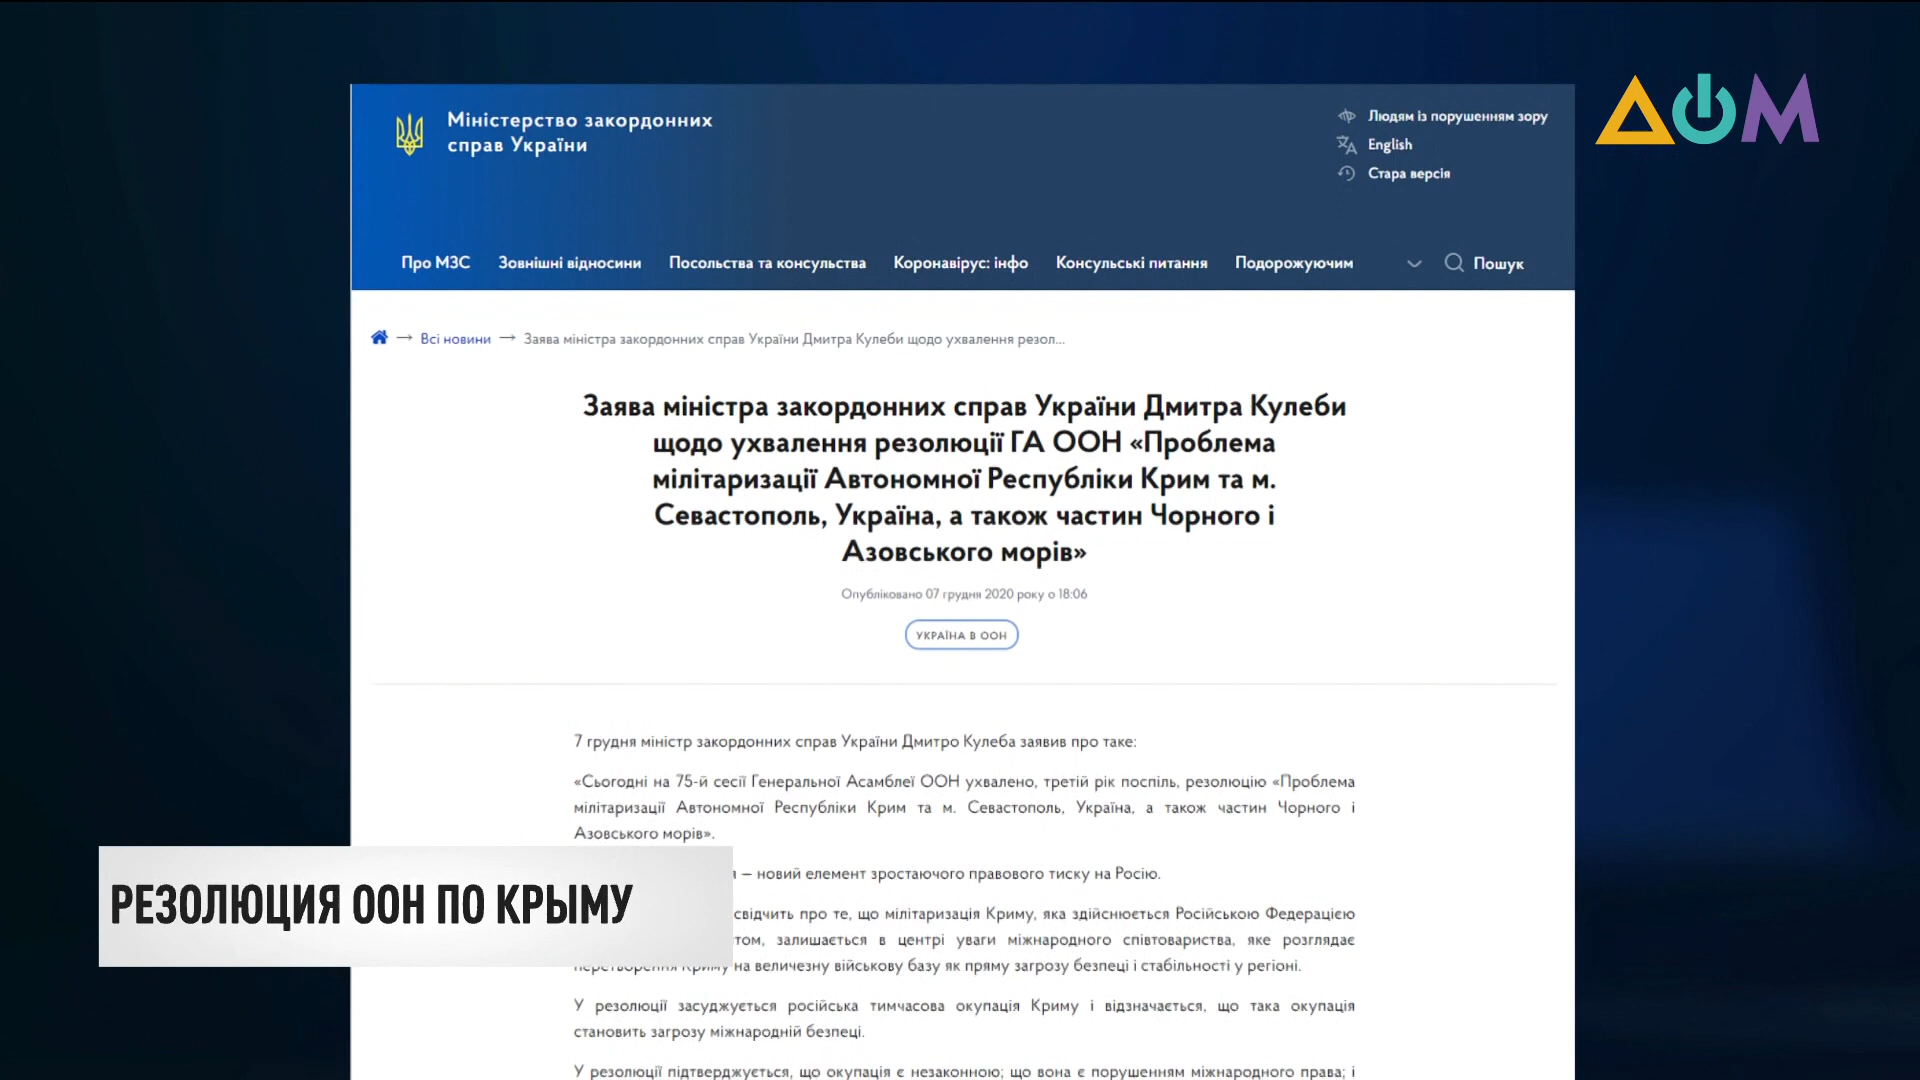 Міністерство закордонних
справ України
Людям із порушенням зору
English
Стара версія
ДОМ
Про МЗС Зовнішні відносини Посольства та консульства Коронавірус: інфо Консульські питання Подорожуючим Пошук
→ Всі новини → Заява міністра закордонних справ України Дмитра Кулеби щодо ухвалення резол...
Заява міністра закордонних справ України Дмитра Кулеби
щодо ухвалення резолюції ГА ООН «Проблема
мілітаризації Автономної Республіки Крим та м.
Севастополь, Україна, а також частин Чорного і
Азовського морів»
Опубліковано 07 грудня 2020 року о 18:06
УКРАЇНА В ООН
7 грудня міністр закордонних справ України Дмитро Кулеба заявив про таке:
«Сьогодні на 75-й сесії Генеральної Асамблеї ООН ухвалено, третій рік поспіль, резолюцію «Проблема
мілітаризації Автономної Республіки Крим та м. Севастополь, Україна, а також частин Чорного і
Азовського морів».
– новий елемент зростаючого правового тиску на Росію.
свідчить про те, що мілітаризація Криму, яка здійснюється Російською Федерацією
залишається в центрі уваги міжнародного співтовариства, яке розглядає
перетворення Криму на величезну військову базу як пряму загрозу безпеці і стабільності у регіоні.
У резолюції засуджується російська тимчасова окупація Криму і відзначається, що така окупація
становить загрозу міжнародній безпеці.
У резолюції підтверджується, що окупація є незаконною; що вона є порушенням міжнародного права; і
РЕЗОЛЮЦИЯ ООН ПО КРЫМУ